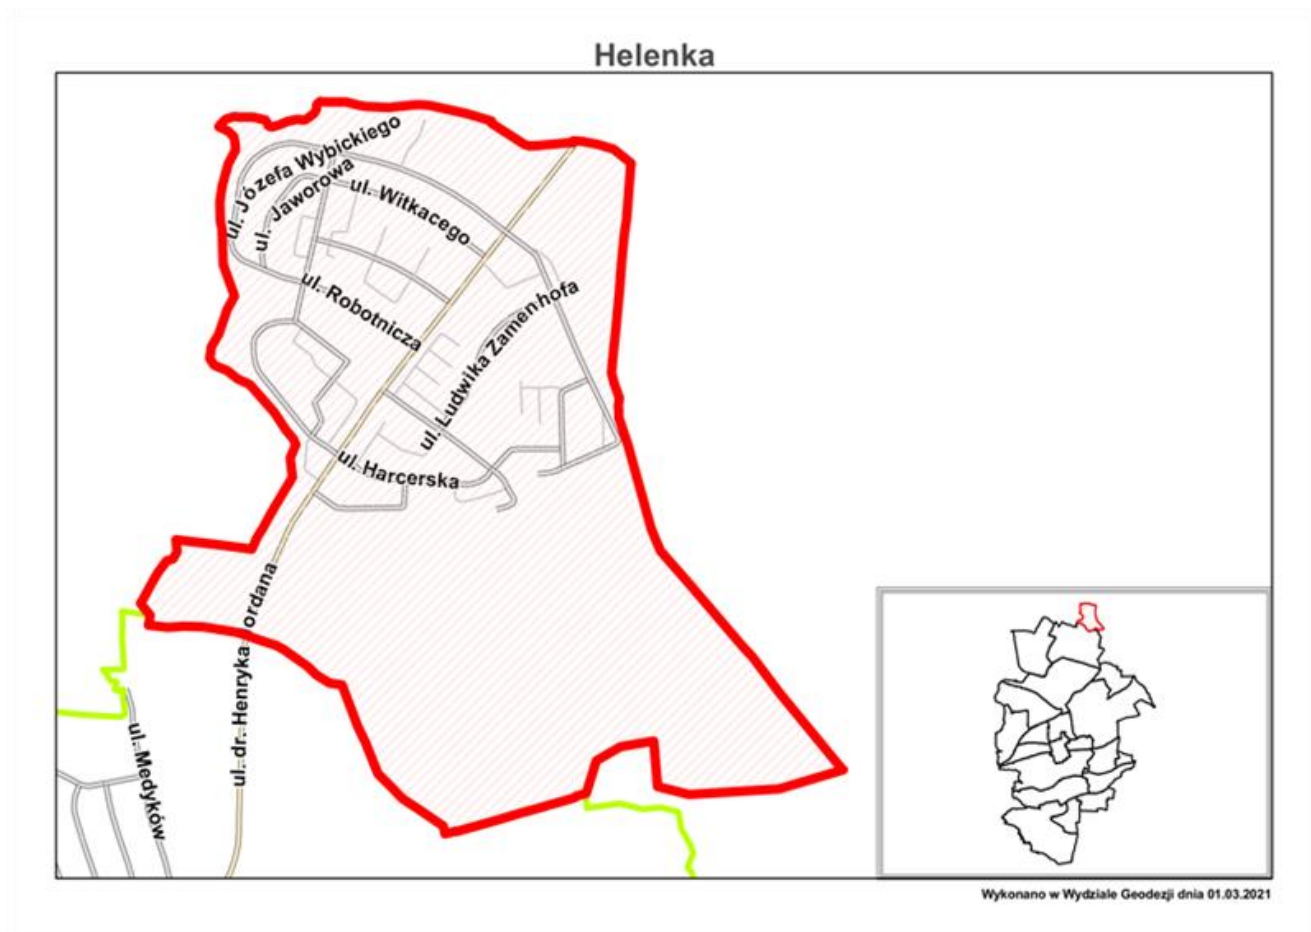 Helenka
ul. Józefa Wybickiego
ul. Jaworowa
ul. Witkacego
ul. Robotnicza
ul. Ludwika Zamenhofa
ul. Harcerska
ul. dr. Henryka ordana
ul. Medyków
Wykonano w Wydziale Geodezji dnia 01.03.2021